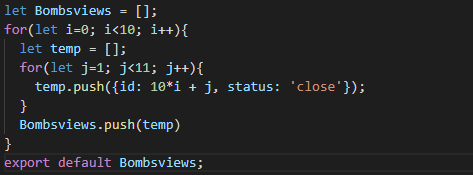 let Bombsviews = [];
for(let i=0; i<10; i++){
  let temp = [];
  for(let j=1; j<11; j++){
    temp.push({id: 10*i + j, status: 'close'});
  }
  Bombsviews.push(temp)
}
export default Bombsviews;